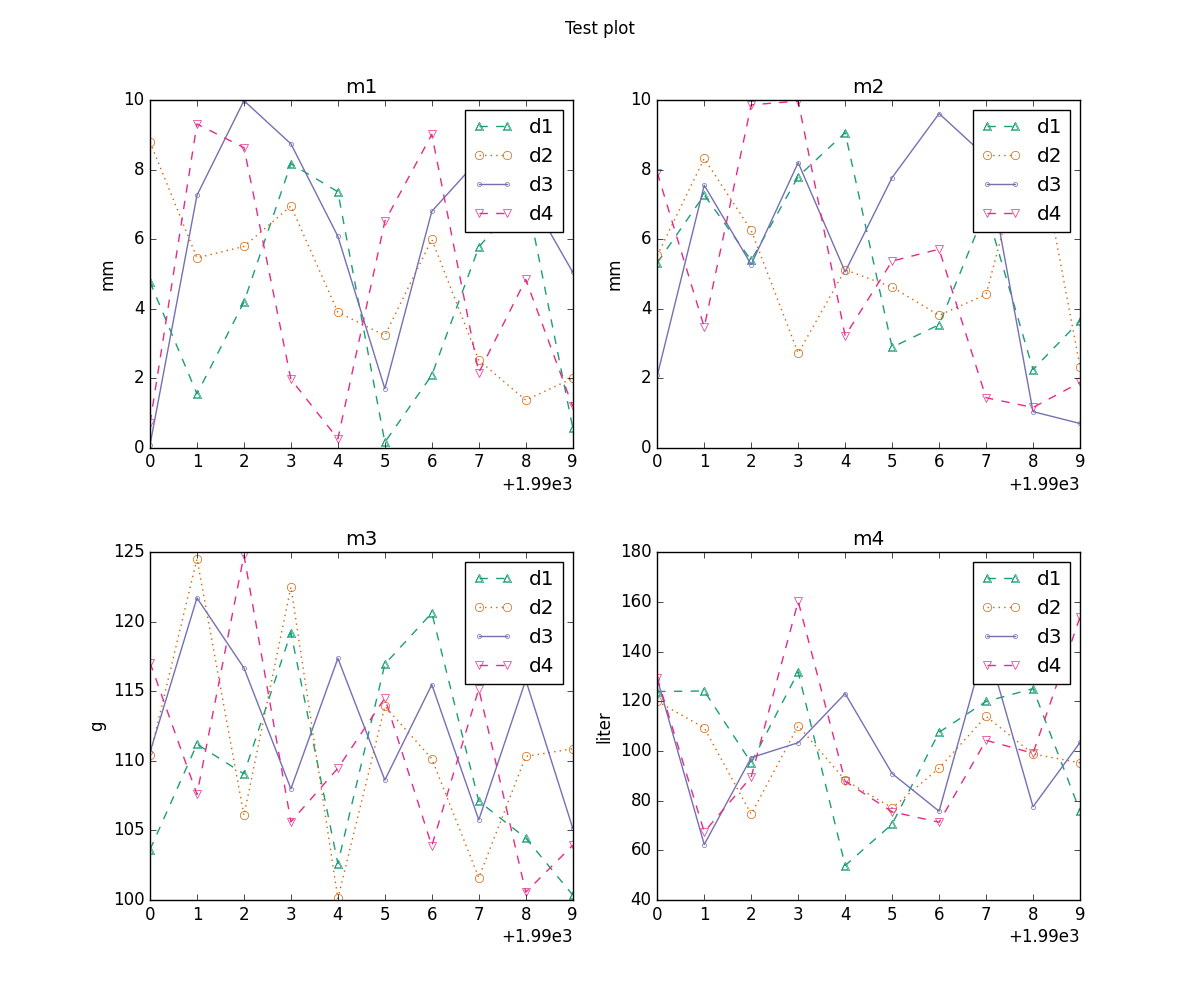 Test plot
m1
10
8
6
4
2
0
mm
0 1 2 3 4 5 6 7 8 9
+1.99e3
d1
d2
d3
d4
m2
10
8
6
4
2
0
mm
0 1 2 3 4 5 6 7 8 9
+1.99e3
d1
d2
d3
d4
m3
125
120
115
110
105
100
g
0 1 2 3 4 5 6 7 8 9
+1.99e3
d1
d2
d3
d4
m4
180
160
140
120
100
80
60
40
liter
0 1 2 3 4 5 6 7 8 9
+1.99e3
d1
d2
d3
d4